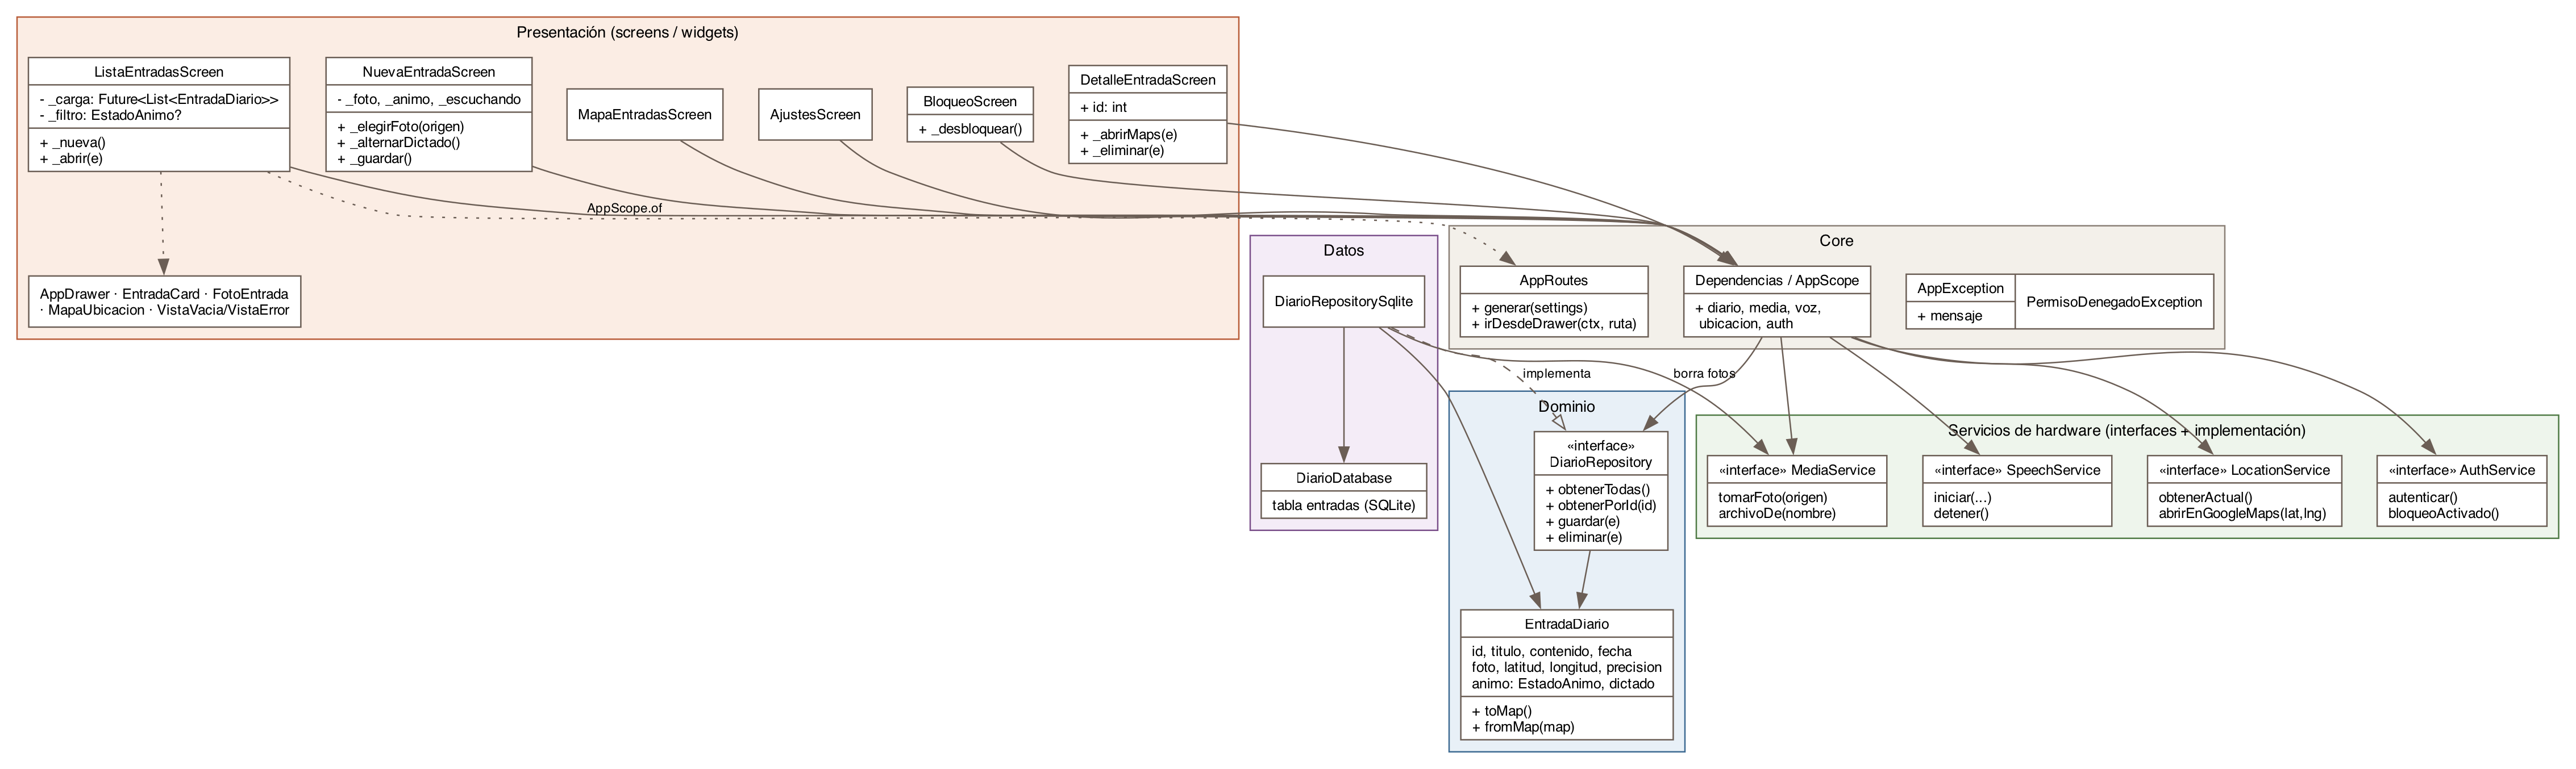 Presentación (screens / widgets)
ListaEntradasScreen
- _carga: Future<List<EntradaDiario>>
- _filtro: EstadoAnimo?
+ _nueva()
+ _abrir(e)
NuevaEntradaScreen
- _foto, _animo, _escuchando
+ _elegirFoto(origen)
+ _alternarDictado()
+ _guardar()
MapaEntradasScreen
AjustesScreen
BloqueoScreen
+ _desbloquear()
DetalleEntradaScreen
+ id: int
+ _abrirMaps(e)
+ _eliminar(e)
AppScope.of
AppDrawer · EntradaCard · FotoEntrada
· MapaUbicacion · VistaVacia/VistaError
Datos
DiarioRepositorySqlite
DiarioDatabase
tabla entradas (SQLite)
Core
AppRoutes
+ generar(settings)
+ irDesdeDrawer(ctx, ruta)
Dependencias / AppScope
+ diario, media, voz,
ubicacion, auth
AppException
+ mensaje
PermisoDenegadoException
implementa
borra fotos
Dominio
«interface»
DiarioRepository
+ obtenerTodas()
+ obtenerPorId(id)
+ guardar(e)
+ eliminar(e)
EntradaDiario
id, titulo, contenido, fecha
foto, latitud, longitud, precision
animo: EstadoAnimo, dictado
+ toMap()
+ fromMap(map)
Servicios de hardware (interfaces + implementación)
«interface» MediaService
tomarFoto(origen)
archivoDe(nombre)
«interface» SpeechService
iniciar(...)
detener()
«interface» LocationService
obtenerActual()
abrirEnGoogleMaps(lat,lng)
«interface» AuthService
autenticar()
bloqueoActivado()